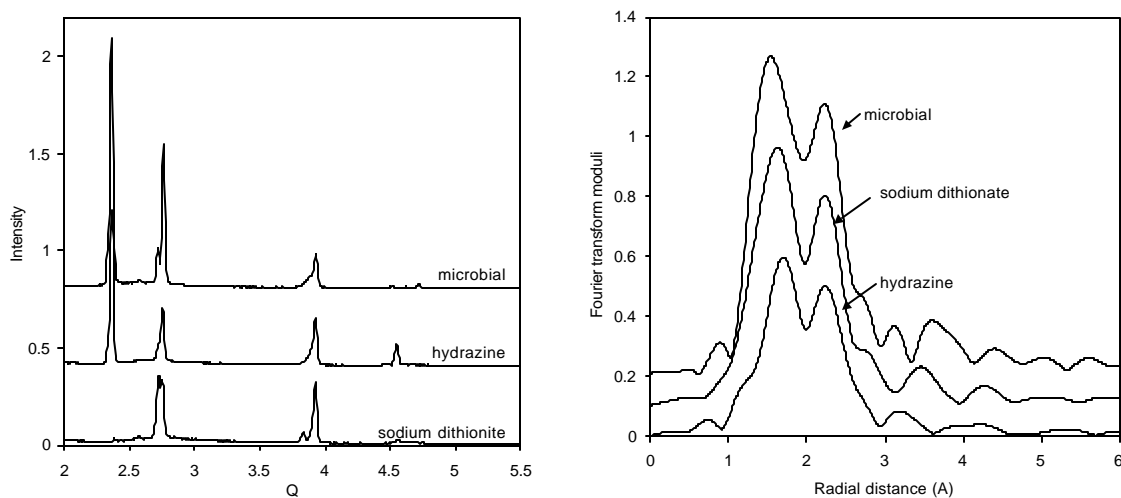 2
1.5
1
0.5
0
Intensity
microbial
hydrazine
sodium dithionite
2 2.5 3 3.5 4 4.5 5 5.5
Q
1.4
1.2
1
0.8
0.6
0.4
0.2
0
Fourier transform moduli
microbial
sodium dithionate
hydrazine
0 1 2 3 4 5 6
Radial distance (A)